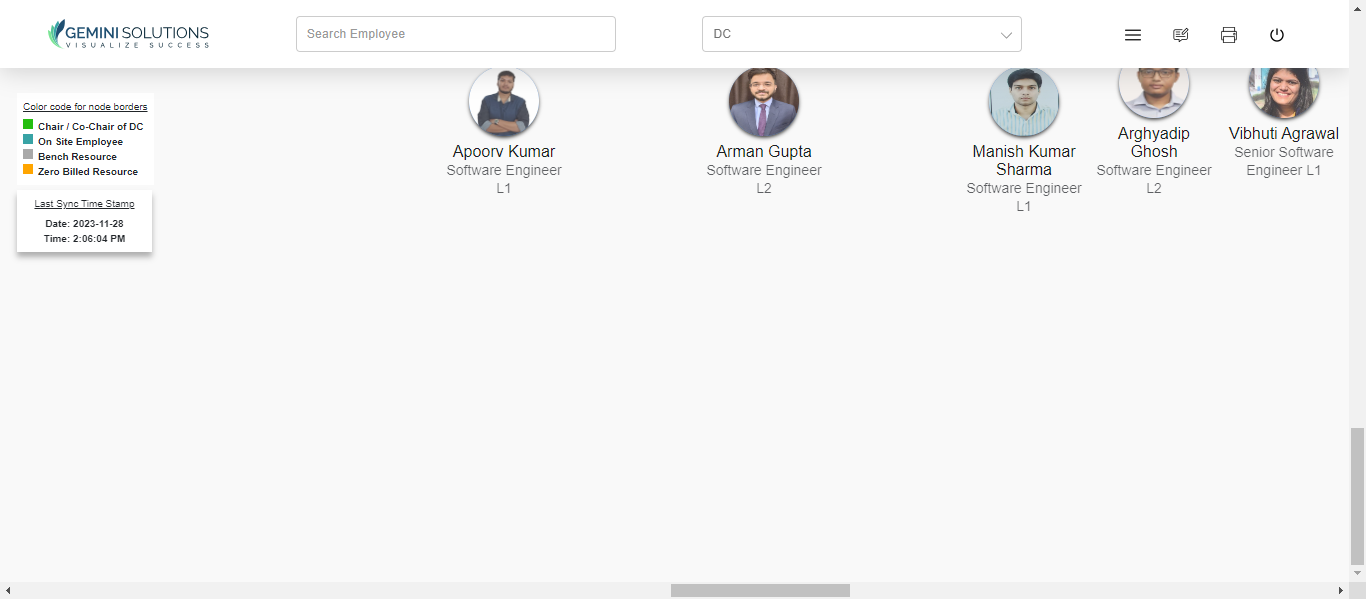 GEMINI SOLUTIONS
VISUALIZE SUCCESS
Search Employee
DC
Color code for node borders
Chair / Co-Chair of DC
On Site Employee
Bench Resource
Zero Billed Resource
Last Sync Time Stamp
Date: 2023-11-28
Time: 2:06:04 PM
Apoorv Kumar
Software Engineer
L1
Arman Gupta
Software Engineer
L2
Manish Kumar
Sharma
Software Engineer
L1
Arghyadip
Ghosh
Software Engineer
L2
Vibhuti Agrawal
Senior Software
Engineer L1